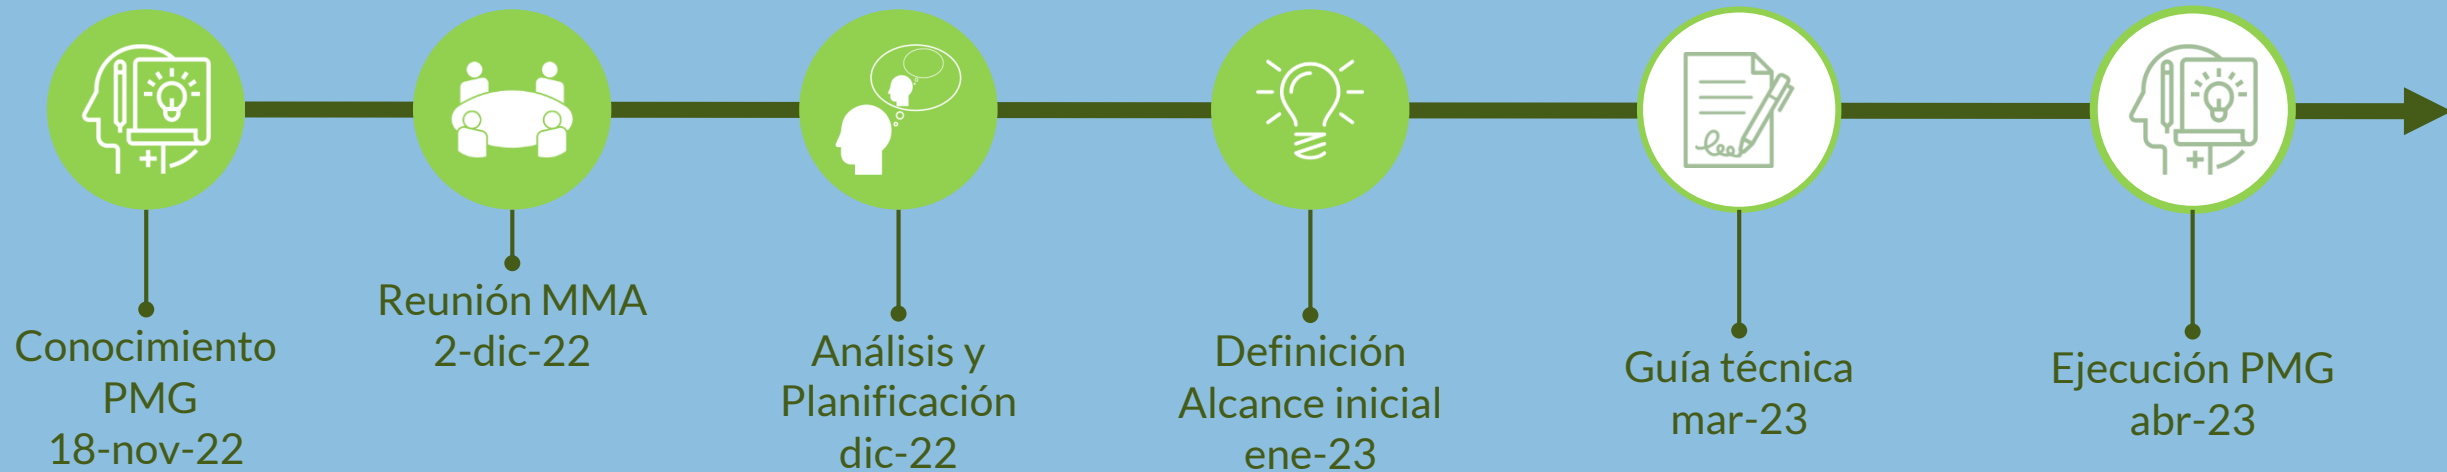 Conocimiento
PMG
18-nov-22
Reunión MMA
2-dic-22
Análisis y
Planificación
dic-22
Definición
Alcance inicial
ene-23
Guía técnica
mar-23
Ejecución PMG
abr-23